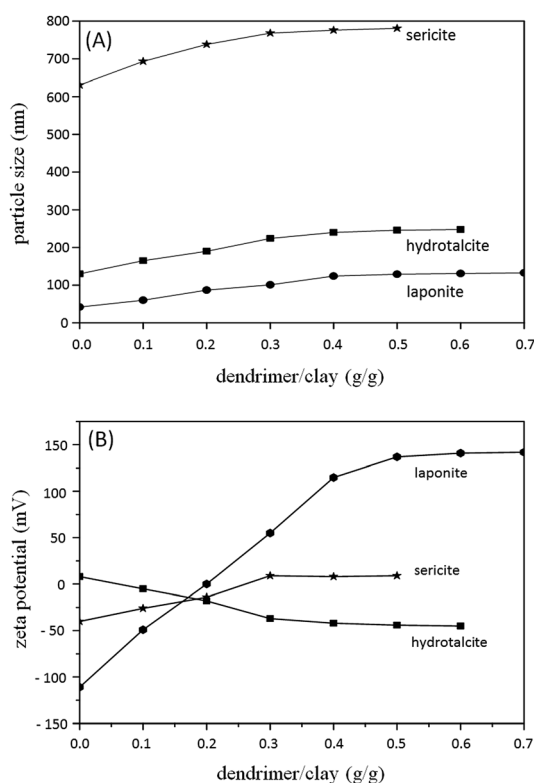 (A)
800
700
600
500
400
300
200
100
0
particle size (nm)
sericite
hydrotalcite
laponite
0.0 0.1 0.2 0.3 0.4 0.5 0.6 0.7
dendrimer/clay (g/g)
(B)
150
100
50
0
- 50
- 100
- 150
zeta potential (mV)
laponite
sericite
hydrotalcite
0.0 0.1 0.2 0.3 0.4 0.5 0.6 0.7
dendrimer/clay (g/g)